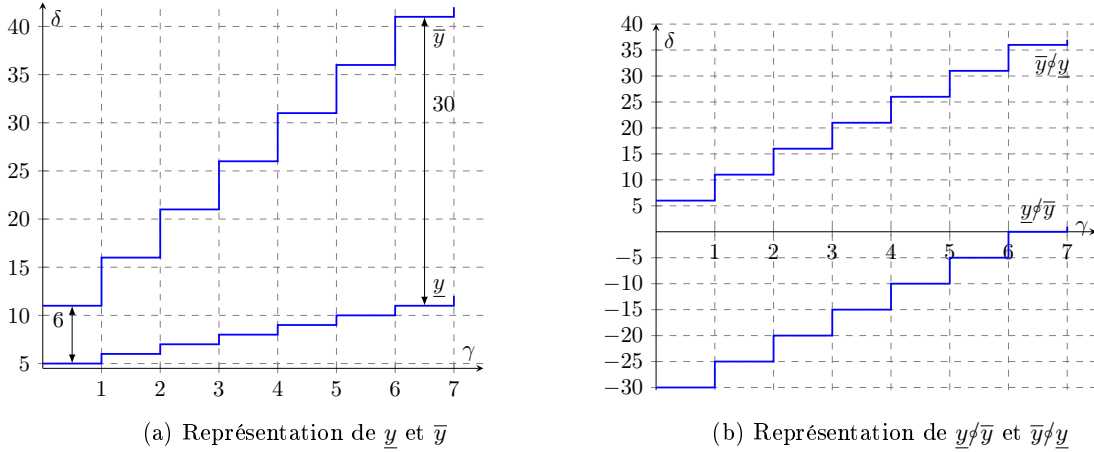 δ
40
35
30
25
20
15
10
5
y̅
30
y̲
6
γ
1 2 3 4 5 6 7
(a) Représentation de y̲ et y̅
40
35
30
25
20
15
10
5
−5
−10
−15
−20
−25
−30
δ
y̅∮̸y̲
y̲∮̸y̅
γ
1 2 3 4 5 6 7
(b) Représentation de y̲∮̸y̅ et y̅∮̸y̲